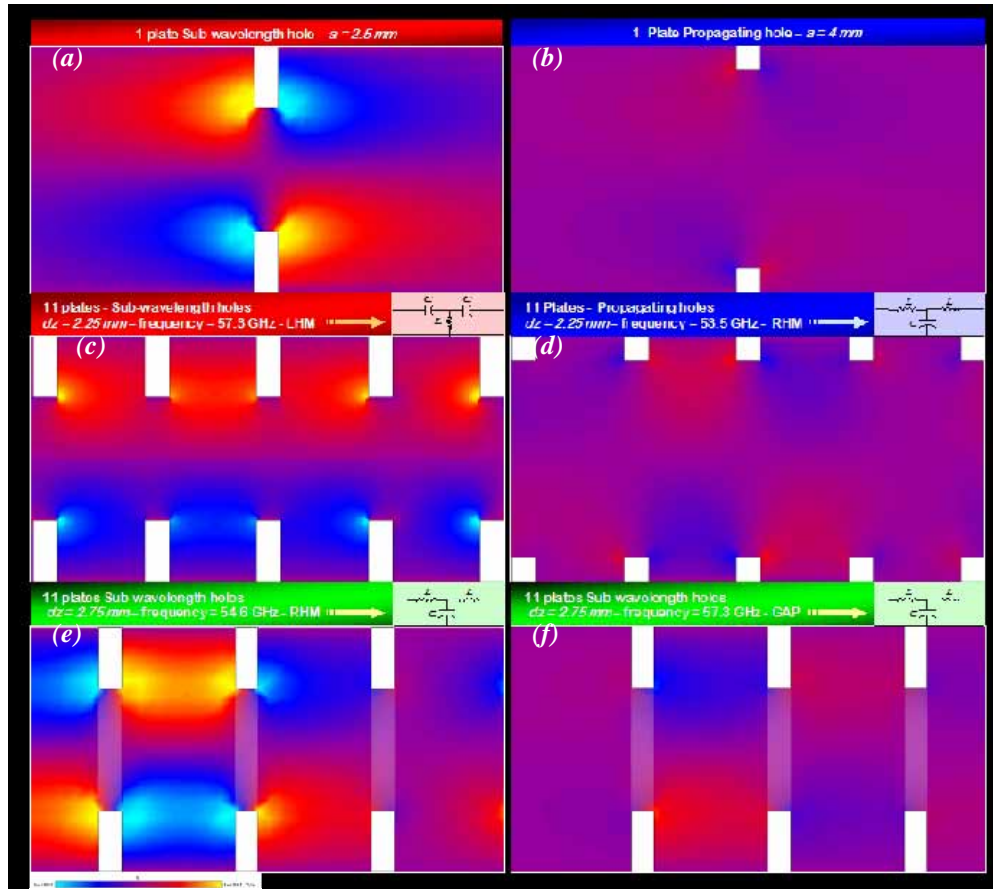 1 plate Sub wavelength hole – a = 2.5 mm
1 Plate Propagating hole – a = 4 mm
(a)
(b)
11 plates - Sub-wavelength holes
dz – 2.25 mm – frequency – 57.3 GHz - LHM
11 Plates - Propagating holes
dz – 2.25 mm – frequency – 53.5 GHz - RHM
(c)
(d)
11 plates Sub wavelength holes
dz = 2.75 mm – frequency = 54.6 GHz - RHM
11 plates Sub wavelength holes
dz = 2.75 mm – frequency = 57.3 GHz - GAP
(e)
(f)